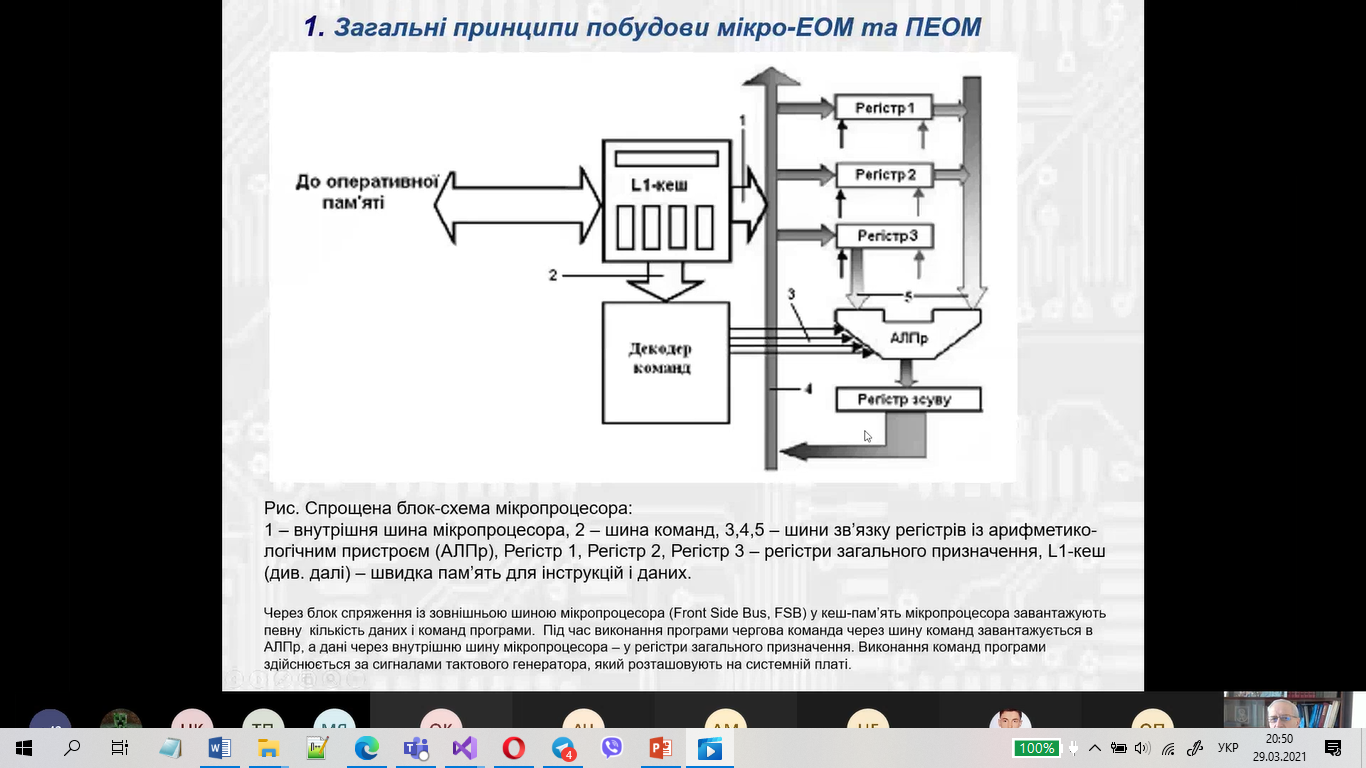 1. Загальні принципи побудови мікро-ЕОМ та ПЕОМ
До оперативної
пам'яті
L1-кеш
1
2
Декодер
команд
3
4
Регістр1
Регістр2
Регістр3
5
АЛПр
Регістр зсуву
Рис. Спрощена блок-схема мікропроцесора:
1 – внутрішня шина мікропроцесора, 2 – шина команд, 3,4,5 – шини зв’язку регістрів із арифметико-
логічним пристроєм (АЛПр), Регістр 1, Регістр 2, Регістр 3 – регістри загального призначення, L1-кеш
(див. далі) – швидка пам’ять для інструкцій і даних.
Через блок спряження із зовнішньою шиною мікропроцесора (Front Side Bus, FSB) у кеш-пам’ять мікропроцесора завантажують
певну кількість даних і команд програми. Під час виконання програми чергова команда через шину команд завантажується в
АЛПр, а дані через внутрішню шину мікропроцесора – у регістри загального призначення. Виконання команд програми
здійснюється за сигналами тактового генератора, який розташовують на системній платі.
4
100%
УКР
20:50
29.03.2021